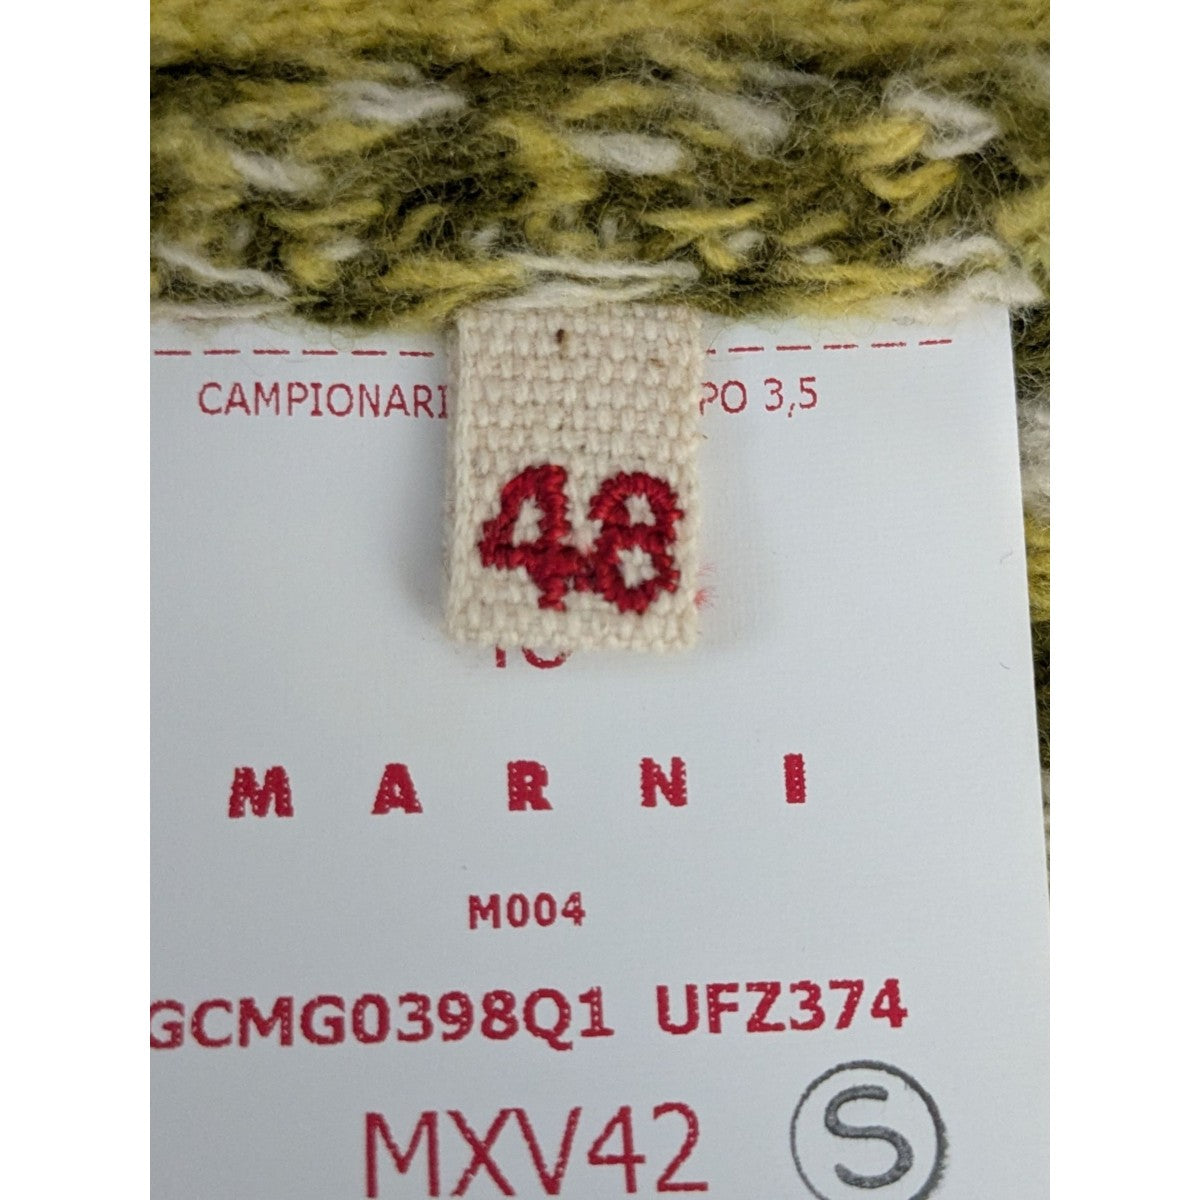 CAMPIONARI PO 3,5
48
MARNI
M004
GCMG0398Q1 UFZ374
MXV42 S